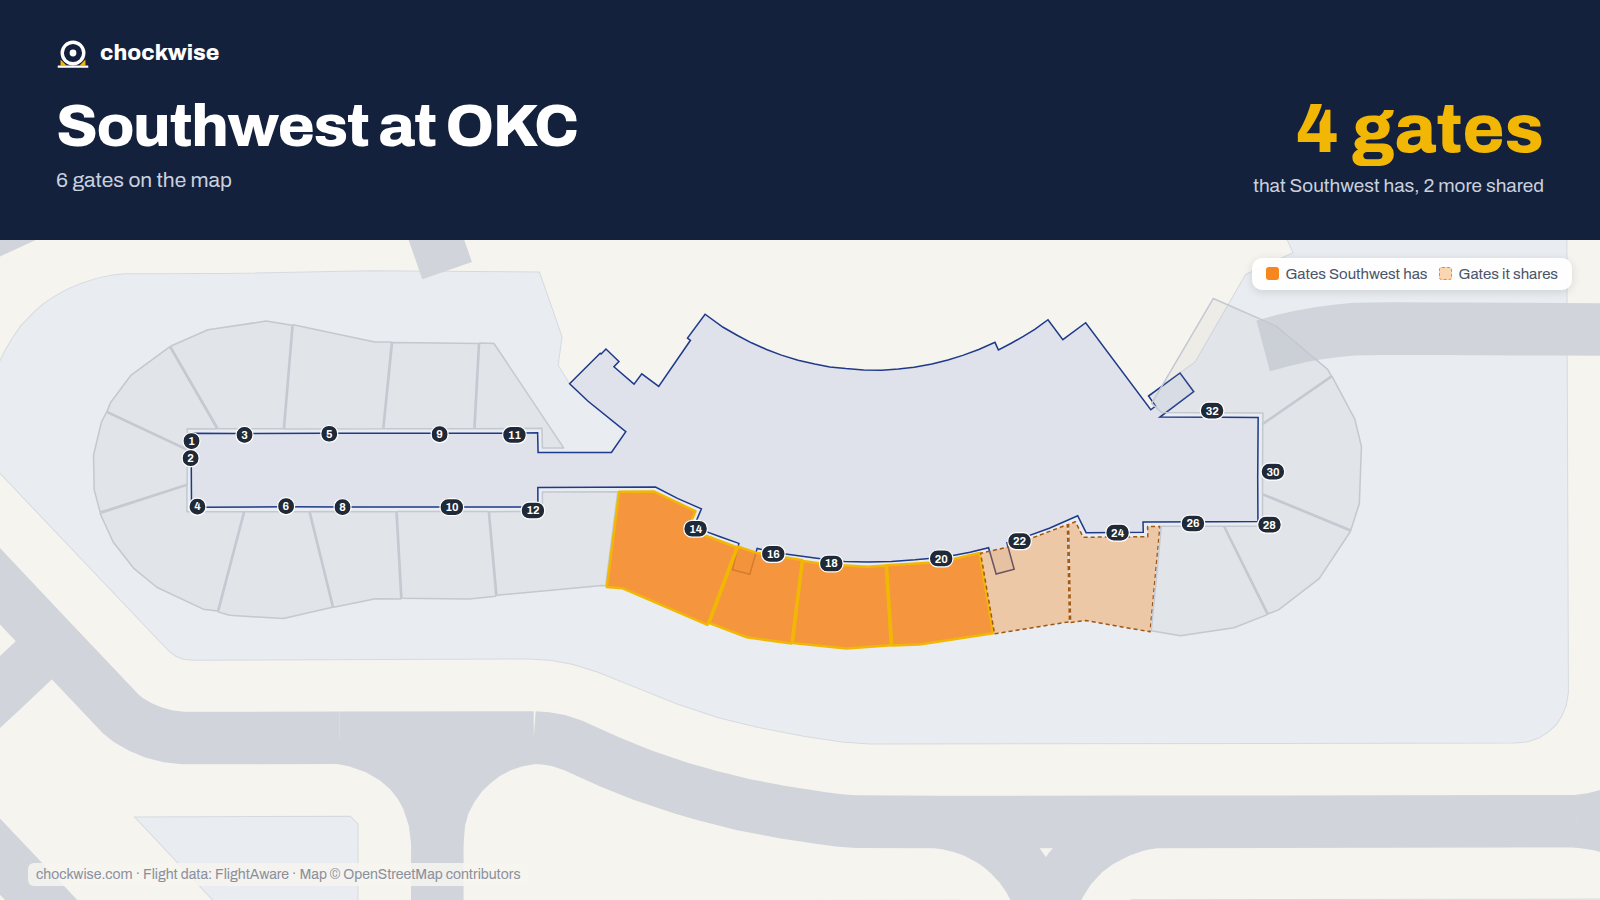 chockwise
Southwest at OKC
6 gates on the map
4 gates
that Southwest has, 2 more shared
Gates Southwest has
Gates it shares
32
1
3
5
9
11
2
30
4
6
8
10
12
14
16
18
20
22
24
26
28
chockwise.com · Flight data: FlightAware · Map © OpenStreetMap contributors